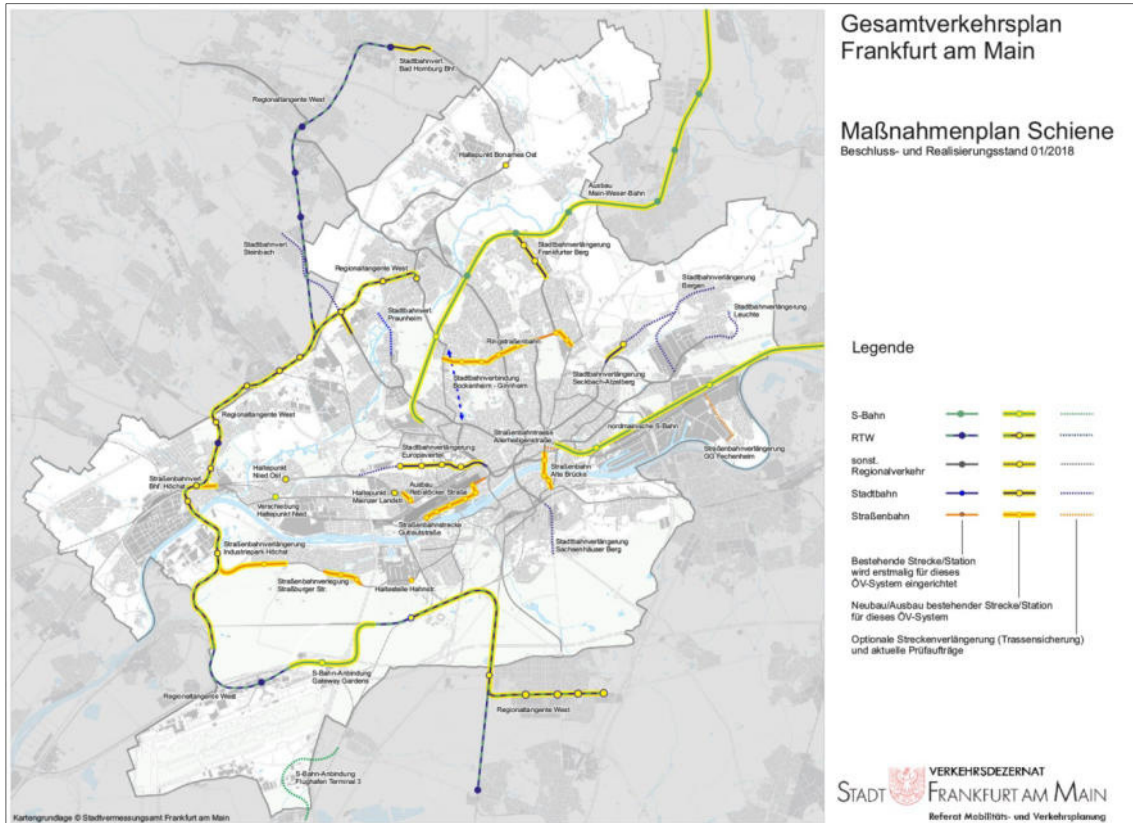 Gesamtverkehrsplan
Frankfurt am Main
Maßnahmenplan Schiene
Beschluss- und Realisierungsstand 01/2018
Stadtbahnverl.
Bad Homburg Bhf.
Regionaltangente West
Haltepunkt Bonames Ost
Ausbau
Main-Weser-Bahn
Stadtbahnverl.
Steinbach
Stadtbahnverlängerung
Frankfurter Berg
Regionaltangente West
Stadtbahnverlängerung
Bergen
Stadtbahnverl.
Praunheim
Stadtbahnverlängerung
Leuchte
Ringstraßenbahn
Stadtbahnverbindung
Bockenheim - Ginnheim
Stadtbahnverlängerung
Seckbach-Atzelberg
Regionaltangente West
Straßenbahntrasse
Allerheiligenstraße
nordmainische S-Bahn
Stadtbahnverlängerung
Europaviertel
Straßenbahnverlängerung
OG Fechenheim
Straßenbahnverl.
Bhf. Höchst
Haltepunkt
Nied Ost
Ausbau
Rebstöcker Straße
Straßenbahn
Alte Brücke
Haltepunkt
Mainzer Landstr.
Verschiebung
Haltepunkt Nied
Straßenbahnstrecke
Gutleutstraße
Straßenbahnverlängerung
Industriepark Höchst
Stadtbahnverlängerung
Sachsenhäuser Berg
Straßenbahnverlegung
Straßburger Str.
Haltestelle Hahnstr.
S-Bahn-Anbindung
Gateway Gardens
Regionaltangente West
Regionaltangente West
S-Bahn-Anbindung
Flughafen Terminal 3
Kartengrundlage © Stadtvermessungsamt Frankfurt am Main
Legende
S-Bahn
RTW
sonst.
Regionalverkehr
Stadtbahn
Straßenbahn
Bestehende Strecke/Station
wird erstmalig für dieses
ÖV-System eingerichtet
Neubau/Ausbau bestehender Strecke/Station
für dieses ÖV-System
Optionale Streckenverlängerung (Trassensicherung)
und aktuelle Prüfaufträge
VERKEHRSDEZERNAT
STADT FRANKFURT AM MAIN
Referat Mobilitäts- und Verkehrsplanung